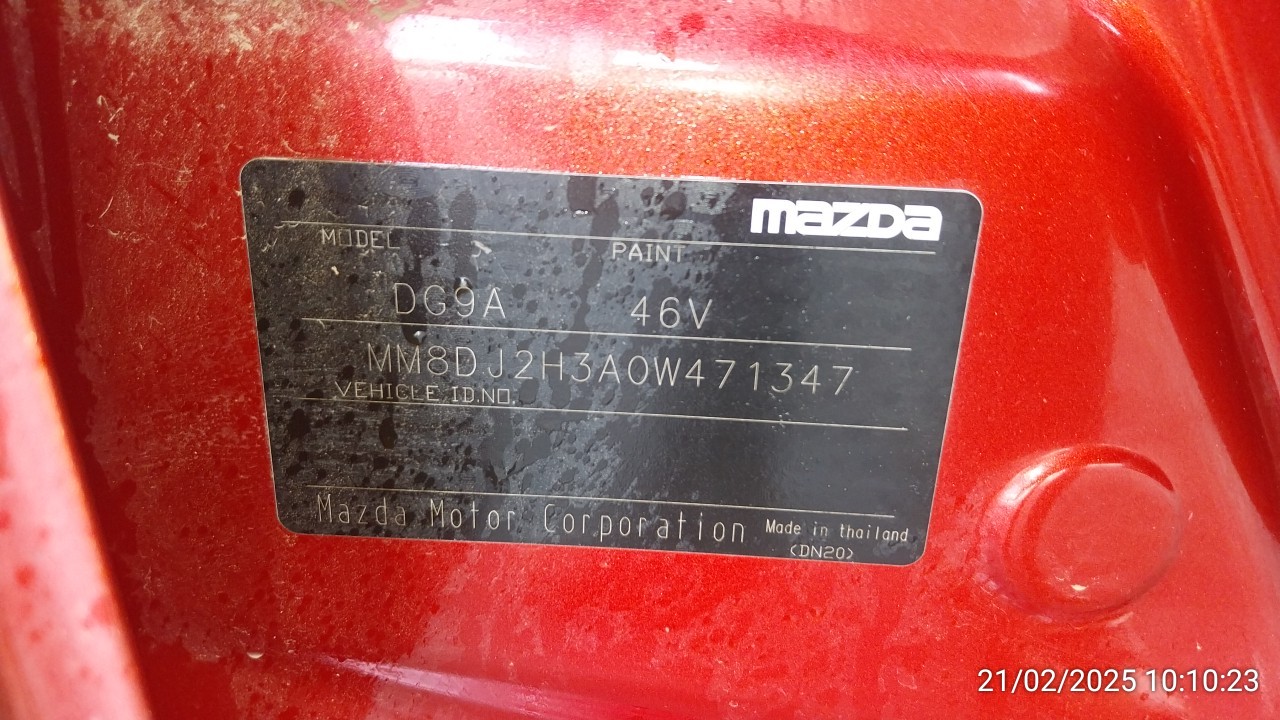 mazda
MODEL PAINT
DG9A 46V
MM8DJ2H3A0W471347
VEHICLE I.D.NO.
Mazda Motor Corporation Made in thailand
(DN20)
21/02/2025 10:10:23